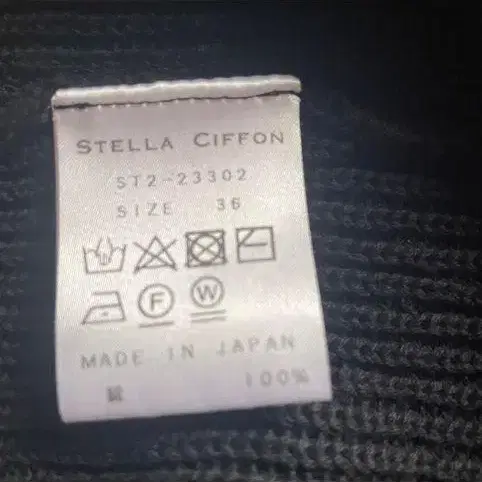 STELLA CIFFON
ST2-23302
SIZE 36
F W
MADE IN JAPAN
100%